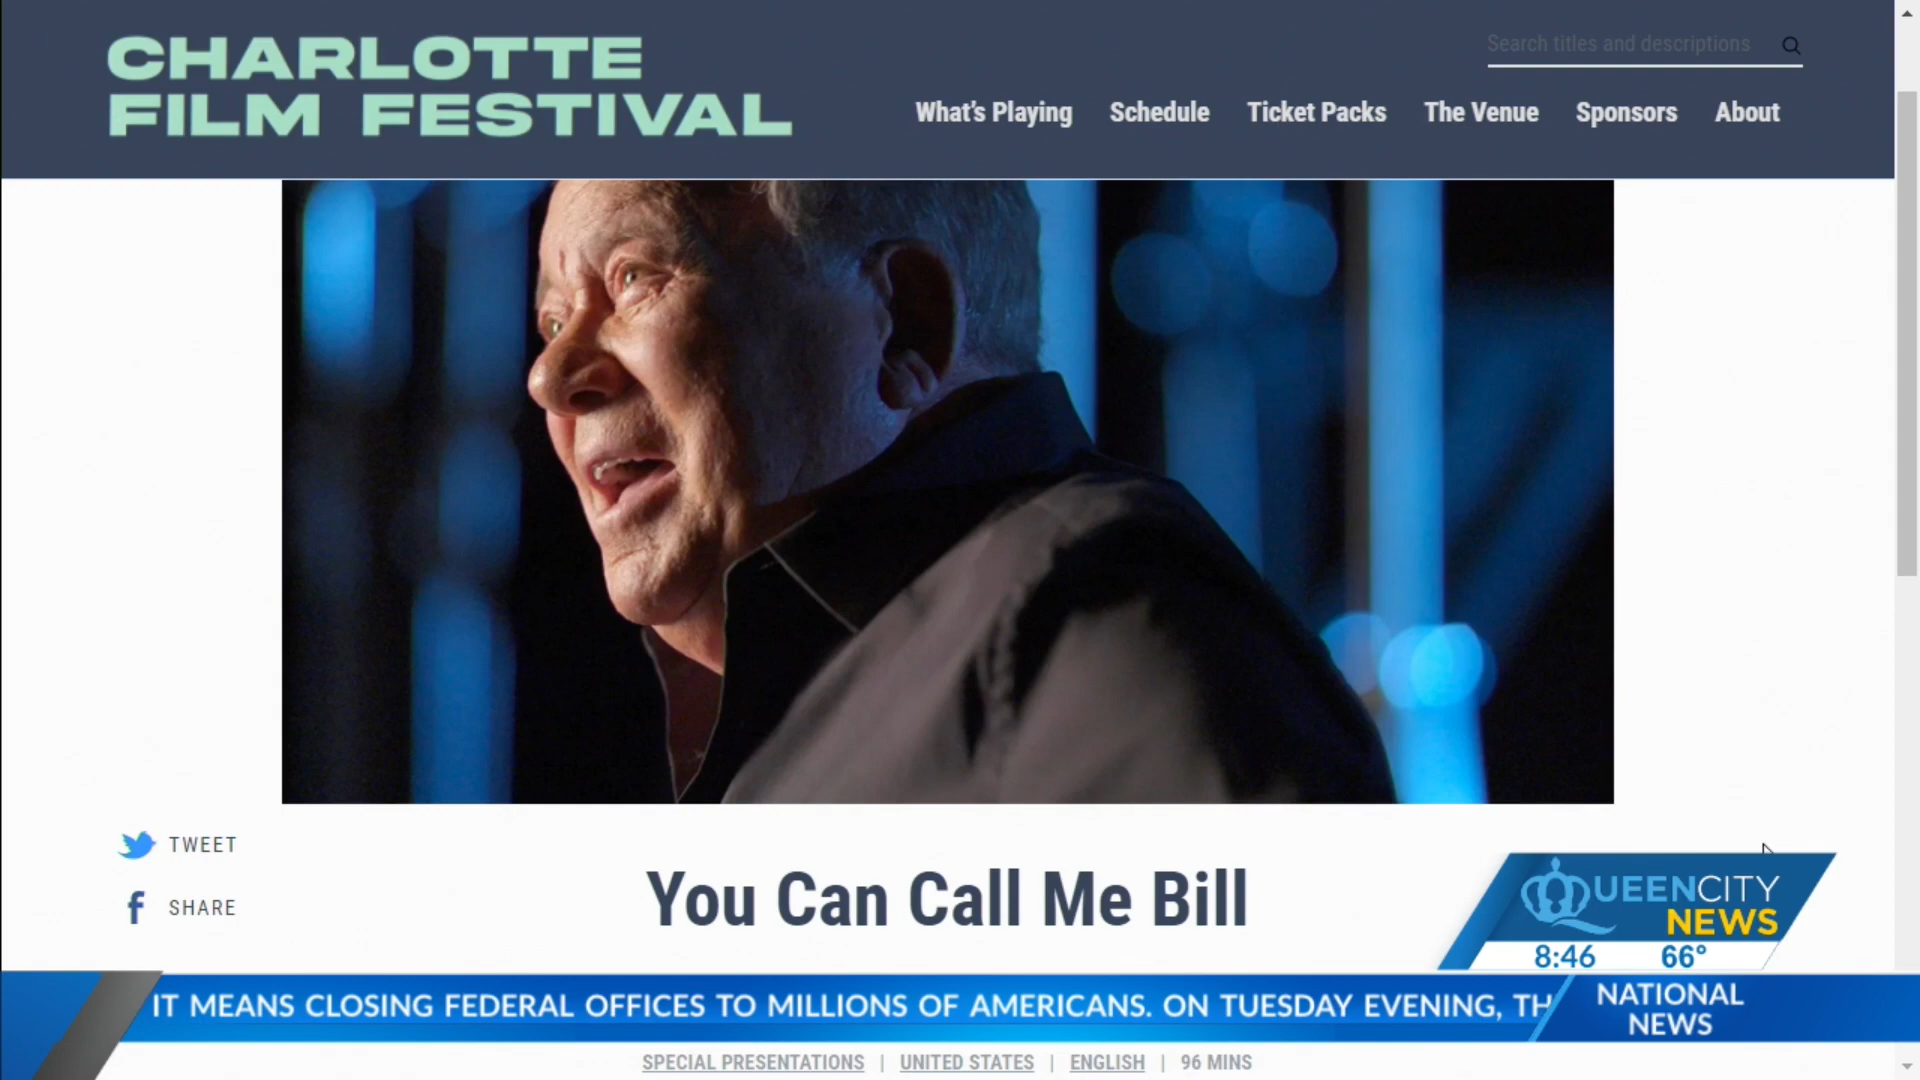 CHARLOTTE
FILM FESTIVAL
Search titles and descriptions
What's Playing Schedule Ticket Packs The Venue Sponsors About
TWEET
SHARE
You Can Call Me Bill
QUEENCITY
NEWS
8:46 66°
IT MEANS CLOSING FEDERAL OFFICES TO MILLIONS OF AMERICANS. ON TUESDAY EVENING, TH
NATIONAL
NEWS
SPECIAL PRESENTATIONS | UNITED STATES | ENGLISH | 96 MINS